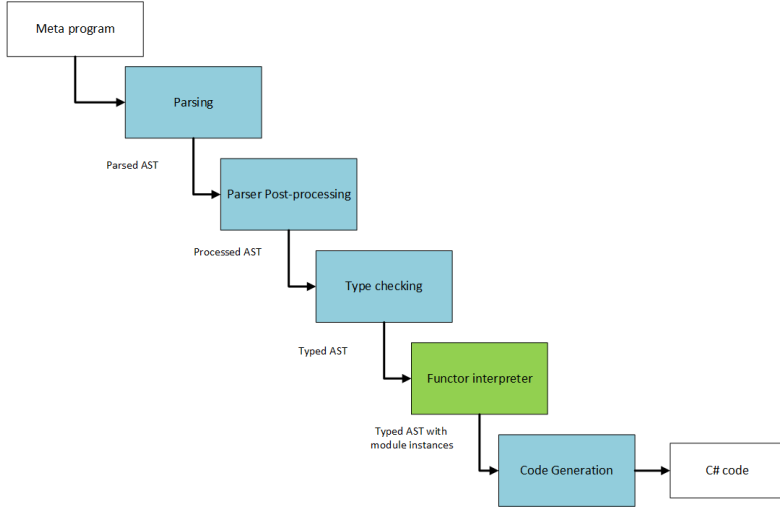 Meta program
Parsing
Parsed AST
Parser Post-processing
Processed AST
Type checking
Typed AST
Functor interpreter
Typed AST with
module instances
Code Generation
C# code